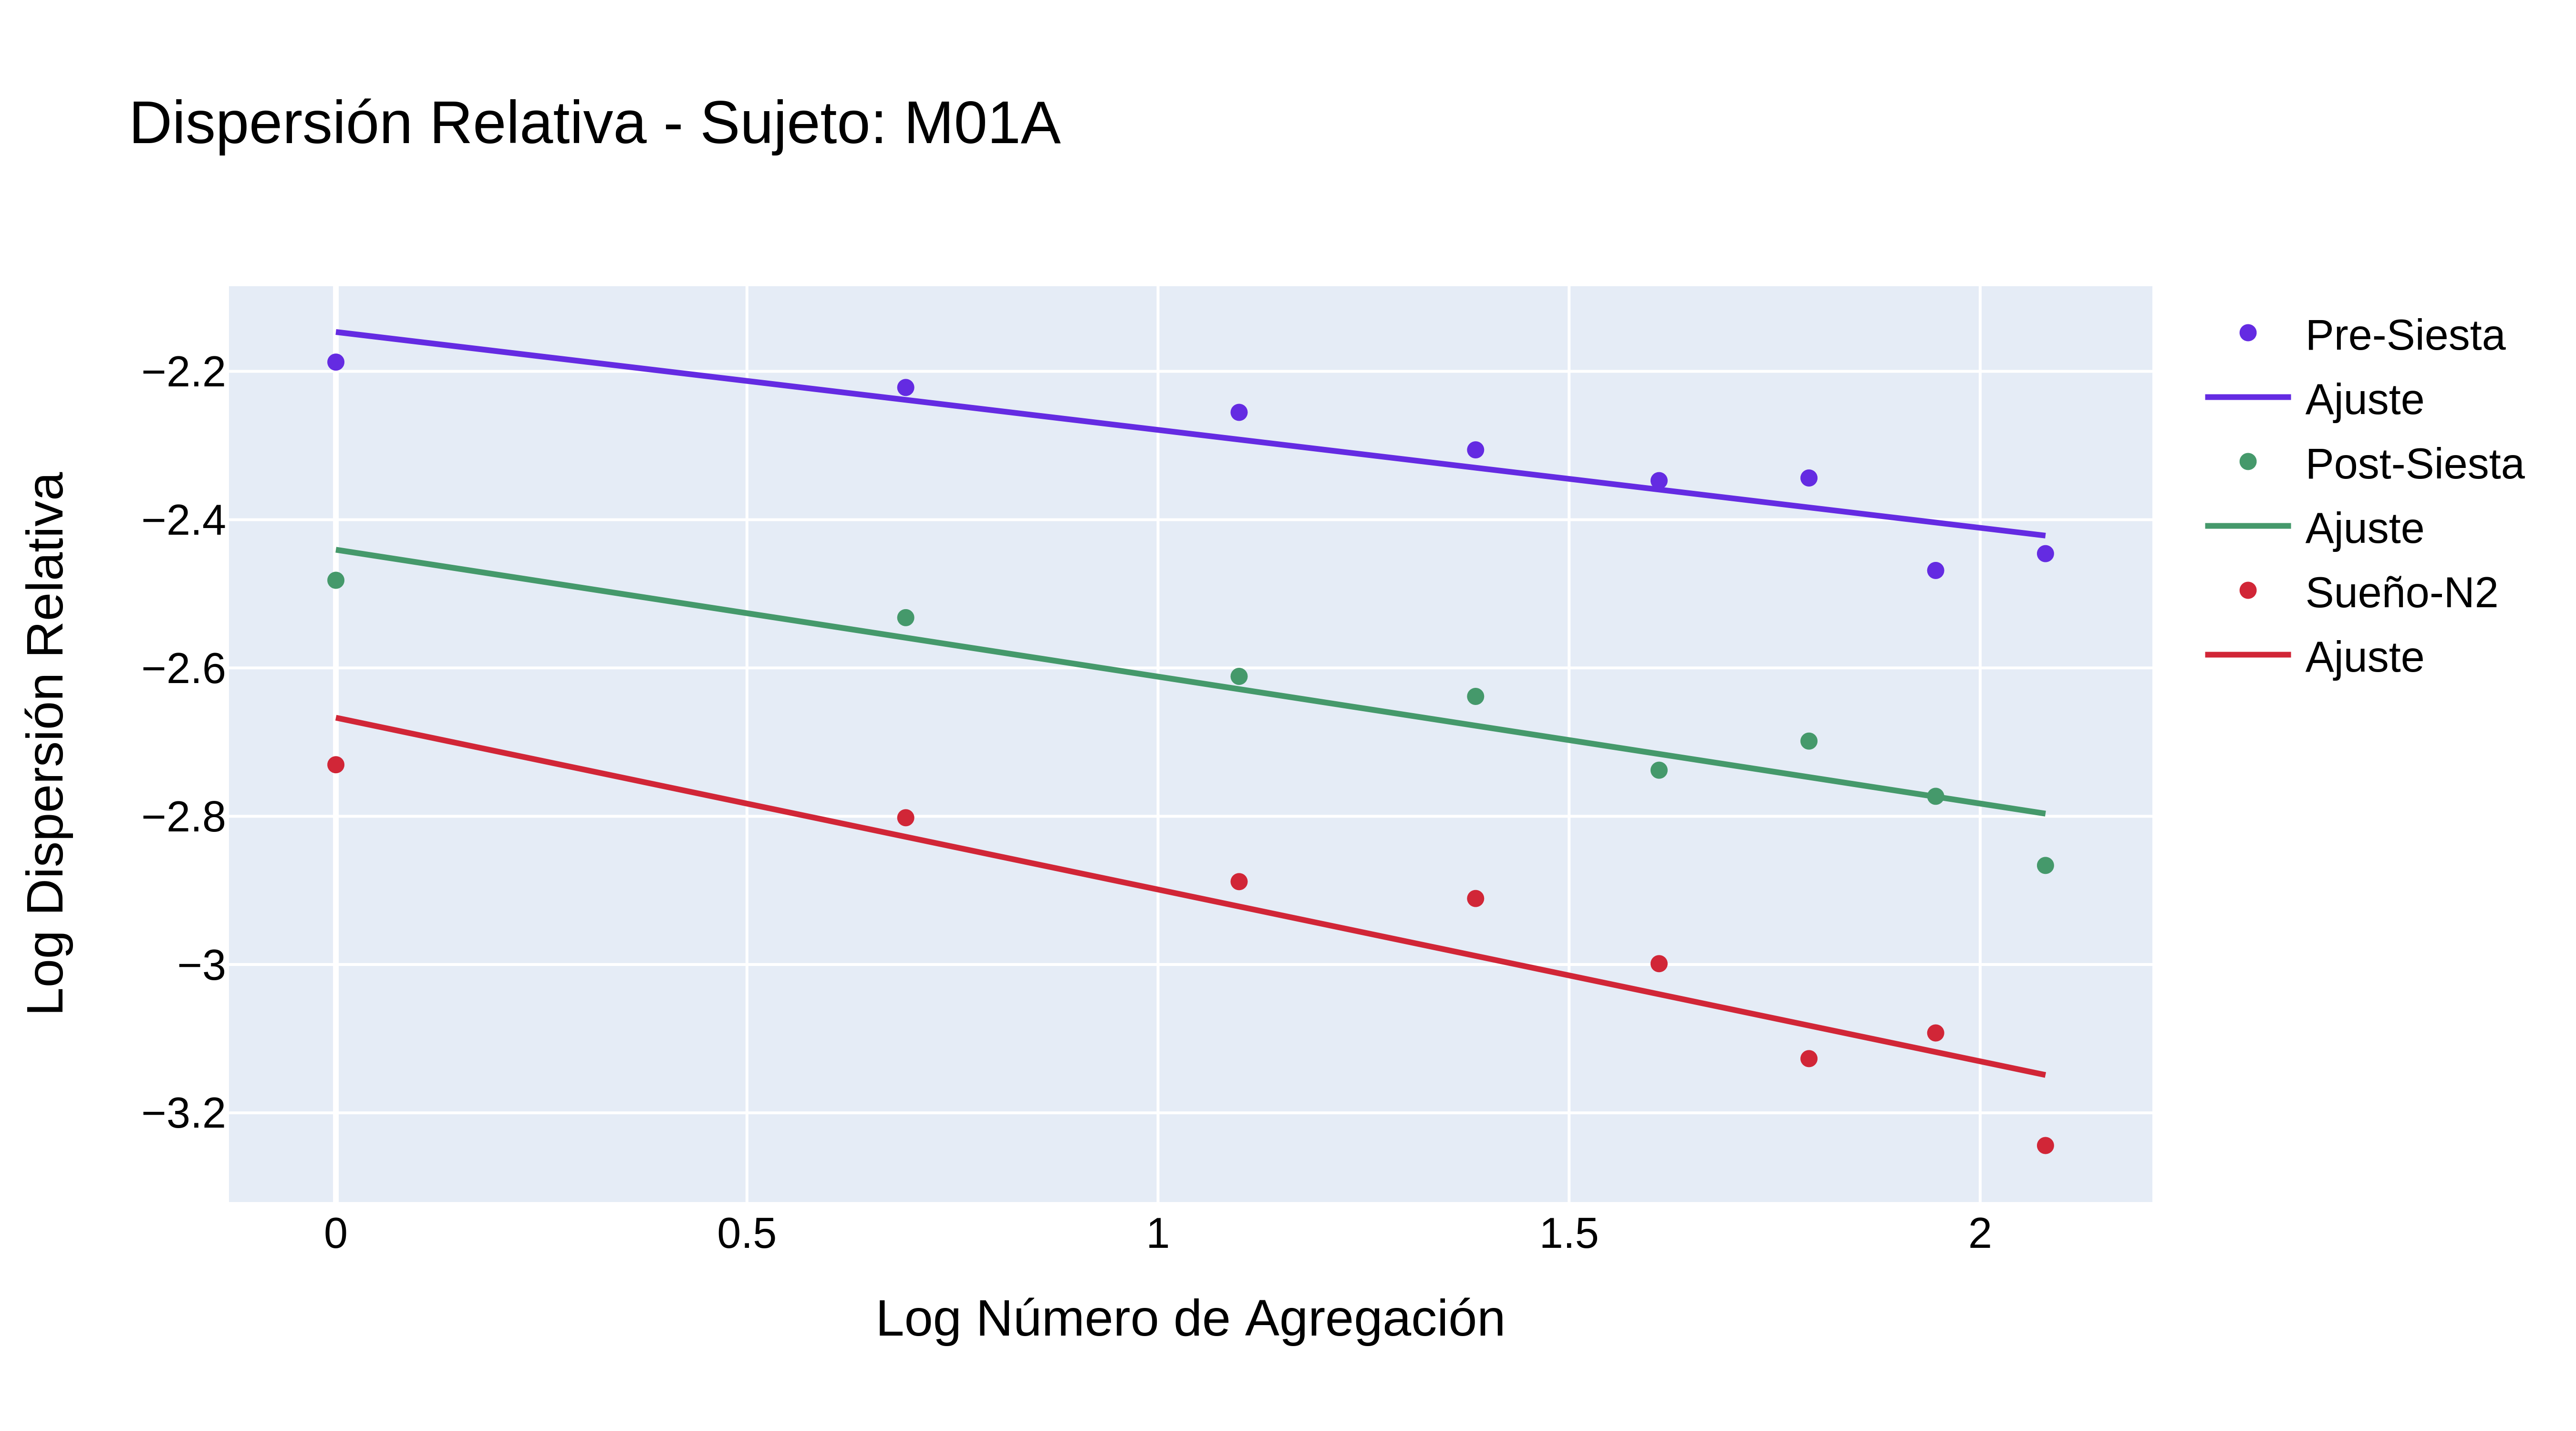 Dispersión Relativa - Sujeto: M01A
Log Dispersión Relativa
−2.2
−2.4
−2.6
−2.8
−3
−3.2
0
0.5
1
1.5
2
Log Número de Agregación
Pre-Siesta
Ajuste
Post-Siesta
Ajuste
Sueño-N2
Ajuste